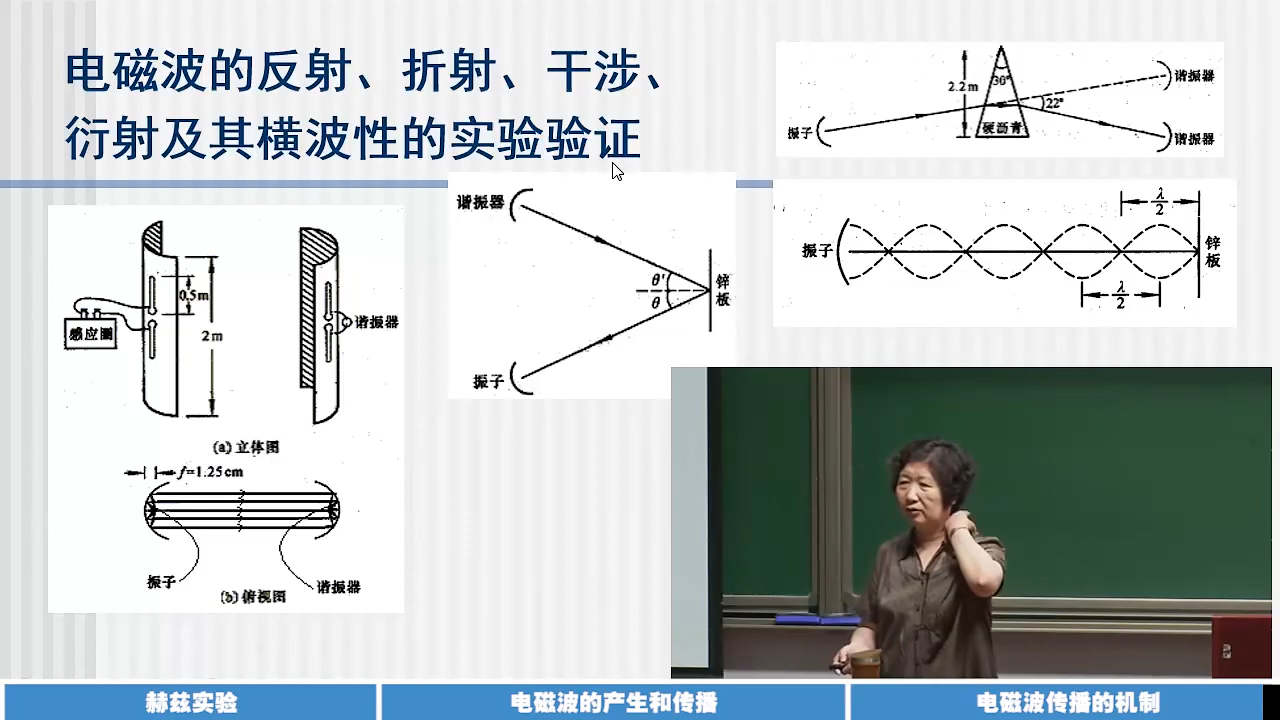 电磁波的反射、折射、干涉、
衍射及其横波性的实验验证
2.2m
30°
22°
谐振器
振子
硬沥青
谐振器
谐振器
θ'
θ
锌板
振子
λ/2
振子
锌板
λ/2
感应圈
0.5m
2m
谐振器
(a)立体图
f=1.25cm
振子
谐振器
(b)俯视图
赫兹实验
电磁波的产生和传播
电磁波传播的机制